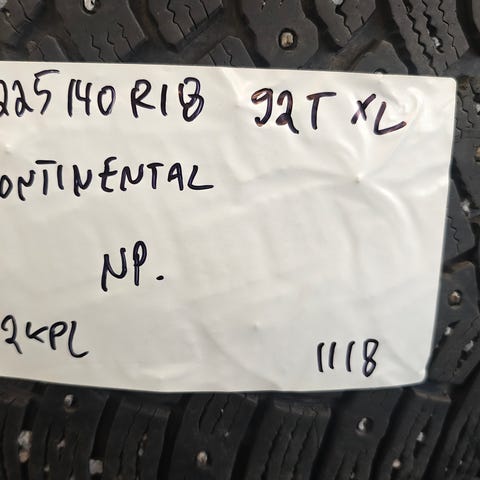 225/40 R18 92T XL
ONTINENTAL
NP.
2KPL
1118